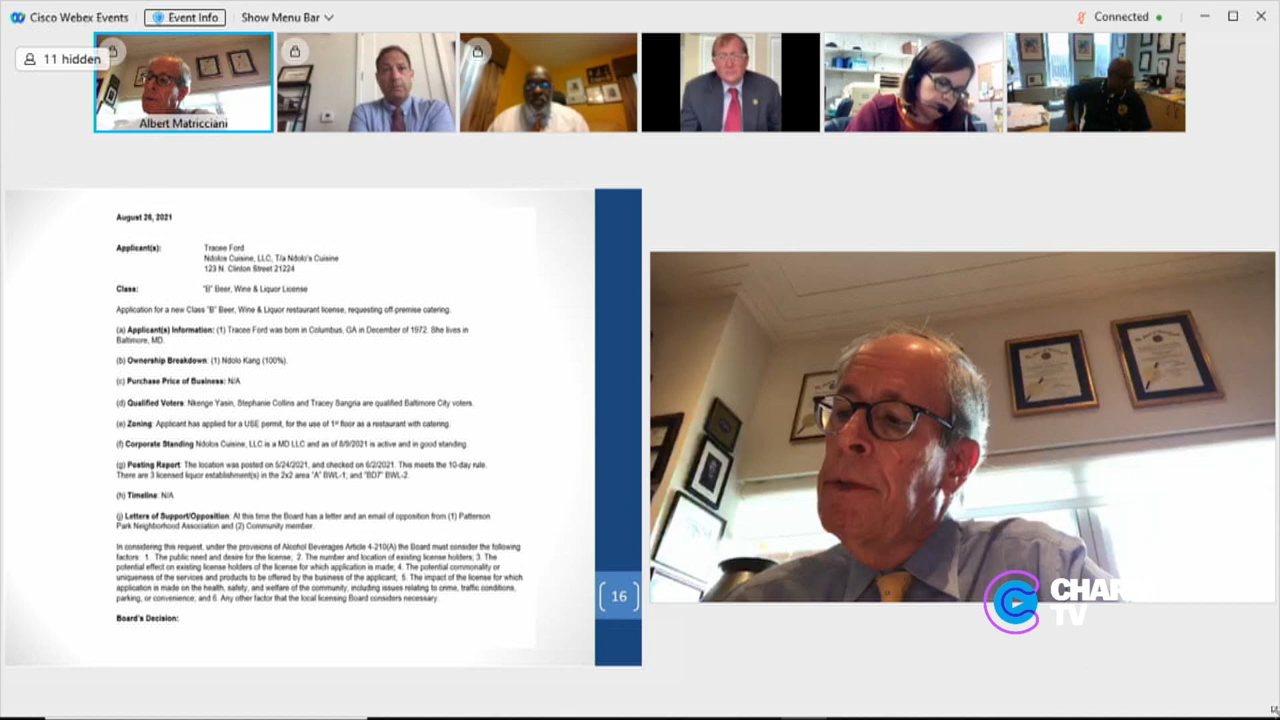 Cisco Webex Events
Event Info
Show Menu Bar
Connected
11 hidden
Albert Matricciani
August 26, 2021
Applicant(s): Tracee Ford
Ndolos Cuisine, LLC, T/a Ndolo's Cuisine
123 N. Clinton Street 21224
Class: "B" Beer, Wine & Liquor License
Application for a new Class "B" Beer, Wine & Liquor restaurant license, requesting off-premise catering.
(a) Applicant(s) Information: (1) Tracee Ford was born in Columbus, GA in December of 1972. She lives in
Baltimore, MD.
(b) Ownership Breakdown: (1) Ndolo Kang (100%).
(c) Purchase Price of Business: N/A
(d) Qualified Voters: Nkenge Yasin, Stephanie Collins and Tracey Sangria are qualified Baltimore City voters.
(e) Zoning: Applicant has applied for a USE permit, for the use of 1st floor as a restaurant with catering.
(f) Corporate Standing Ndolos Cuisine, LLC is a MD LLC and as of 8/9/2021 is active and in good standing.
(g) Posting Report: The location was posted on 5/24/2021, and checked on 6/2/2021. This meets the 10-day rule.
There are 3 licensed liquor establishment(s) in the 2x2 area "A" BWL-1; and "BD7" BWL-2.
(h) Timeline: N/A
(j) Letters of Support/Opposition: At this time the Board has a letter and an email of opposition from (1) Patterson
Park Neighborhood Association and (2) Community member.
In considering this request, under the provisions of Alcohol Beverages Article 4-210(A) the Board must consider the following
factors 1. The public need and desire for the license; 2. The number and location of existing license holders; 3. The
potential effect on existing license holders of the license for which application is made; 4. The potential commonality or
uniqueness of the services and products to be offered by the business of the applicant; 5. The impact of the license for which
application is made on the health, safety, and welfare of the community, including issues relating to crime, traffic conditions,
parking, or convenience; and 6. Any other factor that the local licensing Board considers necessary.
Board's Decision:
16
TV